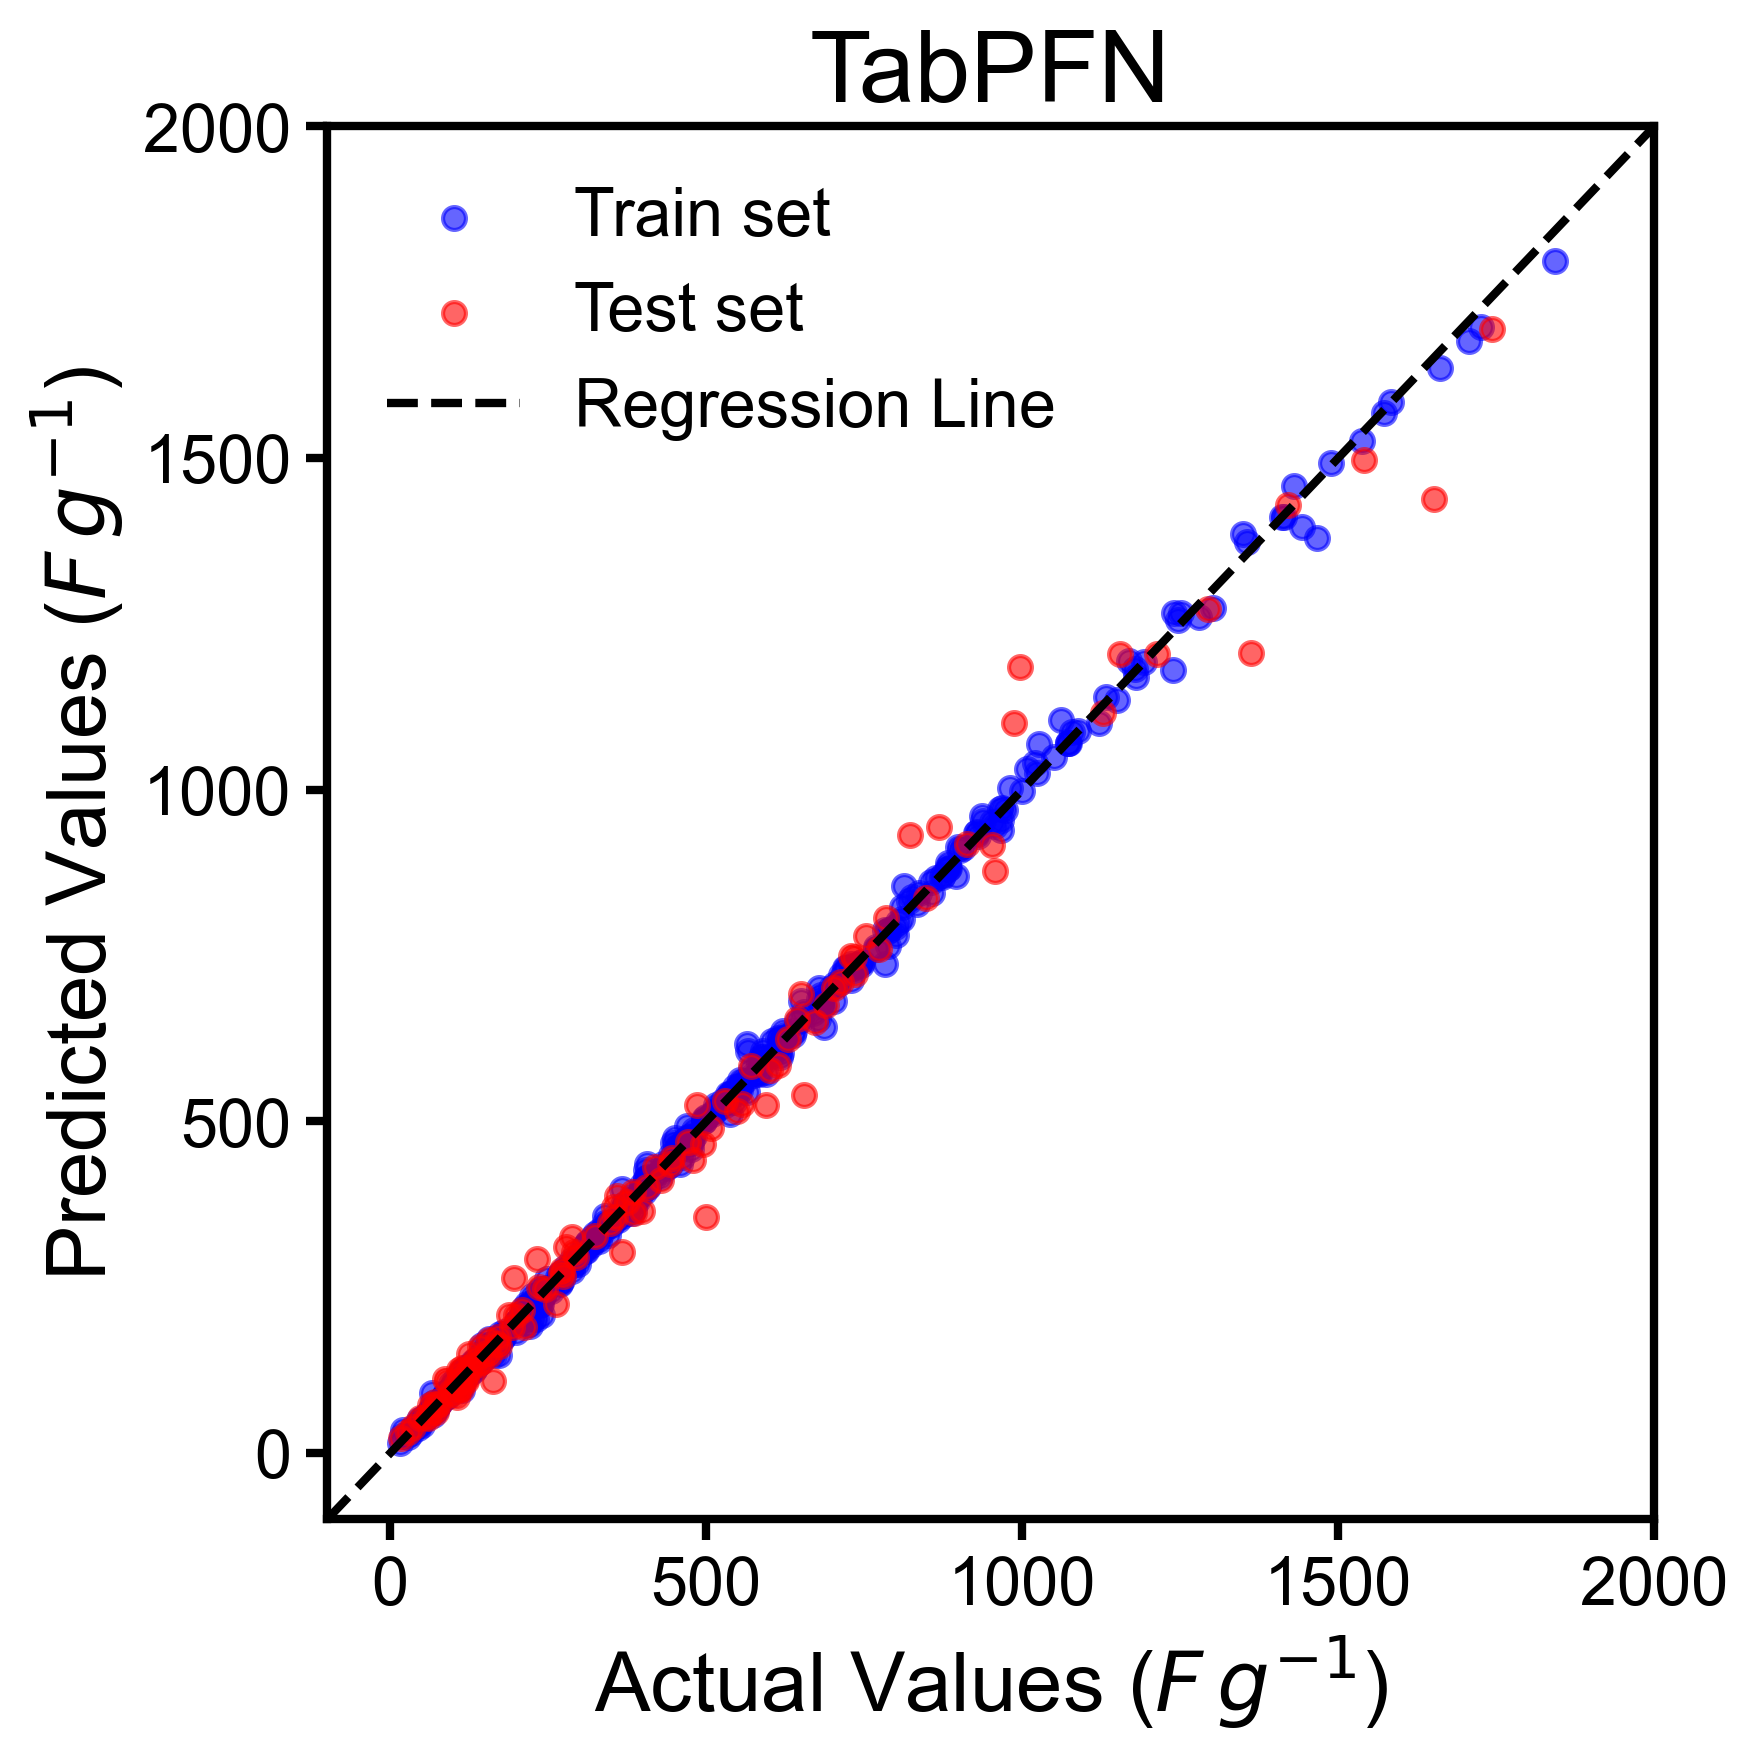 TabPFN
2000
1500
1000
500
0
Predicted Values (F g⁻¹)
Train set
Test set
Regression Line
0 500 1000 1500 2000
Actual Values (F g⁻¹)